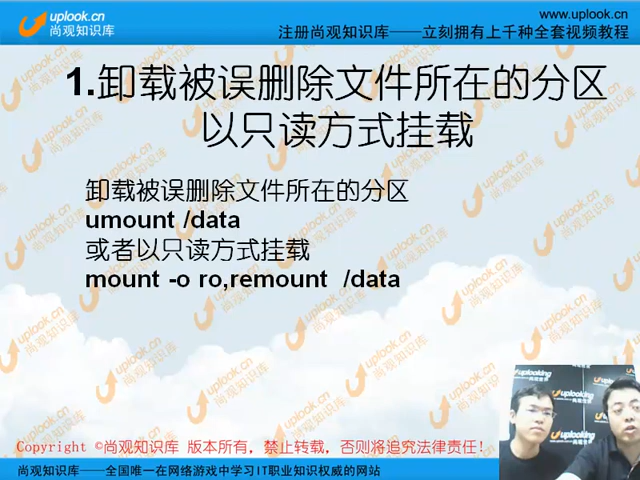 uplook.cn
尚观知识库
www.uplook.cn
注册尚观知识库——立刻拥有上千种全套视频教程
1.卸载被误删除文件所在的分区
以只读方式挂载
卸载被误删除文件所在的分区
umount /data
或者以只读方式挂载
mount -o ro,remount /data
uplooking
uplooking
uplooking
Copyright ©尚观知识库 版本所有，禁止转载，否则将追究法律责任！
尚观知识库——全国唯一在网络游戏中学习IT职业知识权威的网站